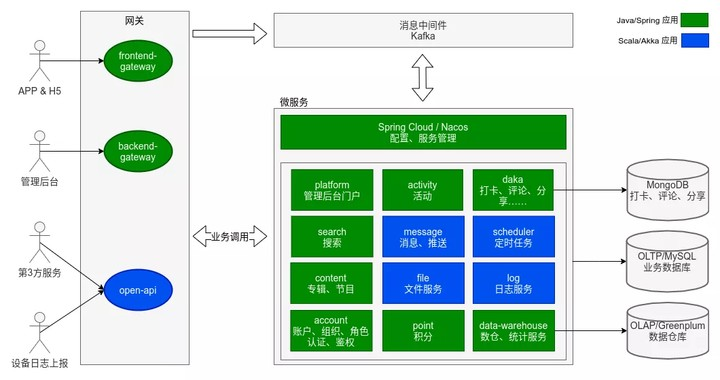 网关
消息中间件
Kafka
Java/Spring 应用
Scala/Akka 应用
frontend-
gateway
APP & H5
微服务
Spring Cloud / Nacos
配置、服务管理
backend-
gateway
管理后台
platform
管理后台门户
activity
活动
daka
打卡、评论、分
享……
MongoDB
打卡、评论、分享
search
搜索
message
消息、推送
scheduler
定时任务
业务调用
OLTP/MySQL
业务数据库
第3方服务
open-api
content
专辑、节目
file
文件服务
log
日志服务
account
账户、组织、角色
认证、鉴权
point
积分
data-warehouse
数仓、统计服务
OLAP/Greenplum
数据仓库
设备日志上报